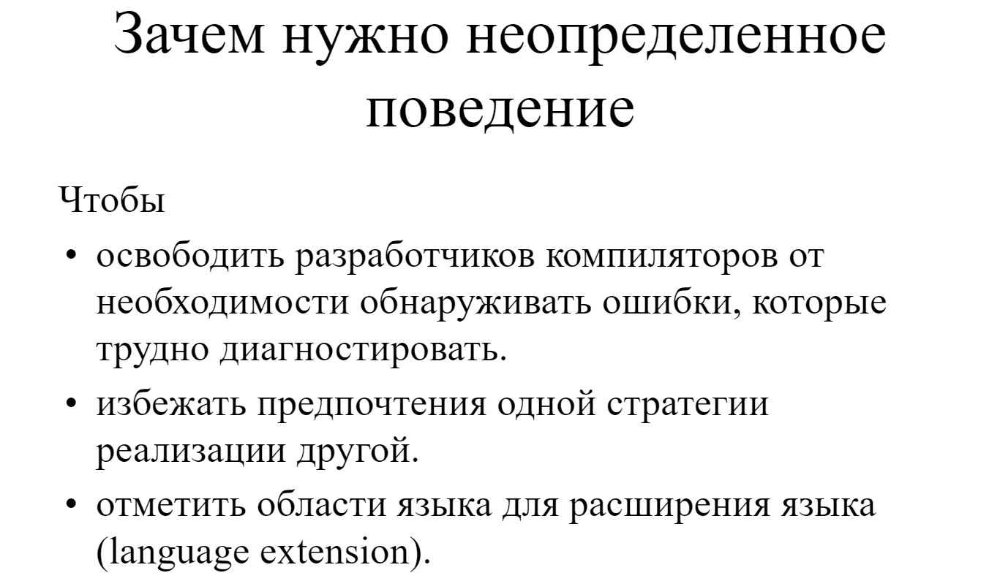 Зачем нужно неопределенное
поведение
Чтобы
• освободить разработчиков компиляторов от
необходимости обнаруживать ошибки, которые
трудно диагностировать.
• избежать предпочтения одной стратегии
реализации другой.
• отметить области языка для расширения языка
(language extension).